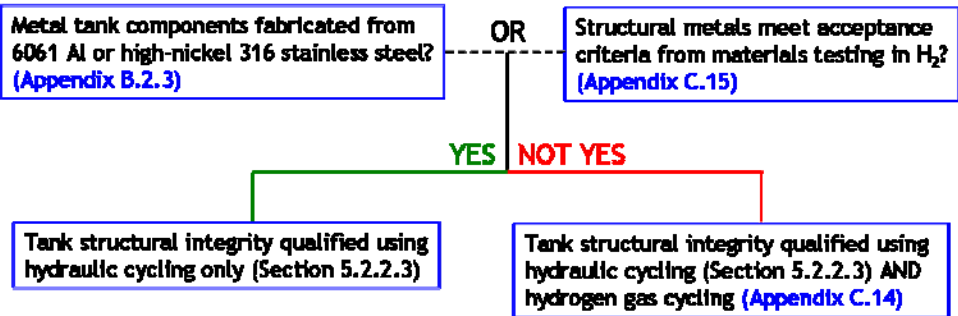 Metal tank components fabricated from
6061 Al or high-nickel 316 stainless steel?
(Appendix B.2.3)
OR
Structural metals meet acceptance
criteria from materials testing in H₂?
(Appendix C.15)
YES
NOT YES
Tank structural integrity qualified using
hydraulic cycling only (Section 5.2.2.3)
Tank structural integrity qualified using
hydraulic cycling (Section 5.2.2.3) AND
hydrogen gas cycling (Appendix C.14)